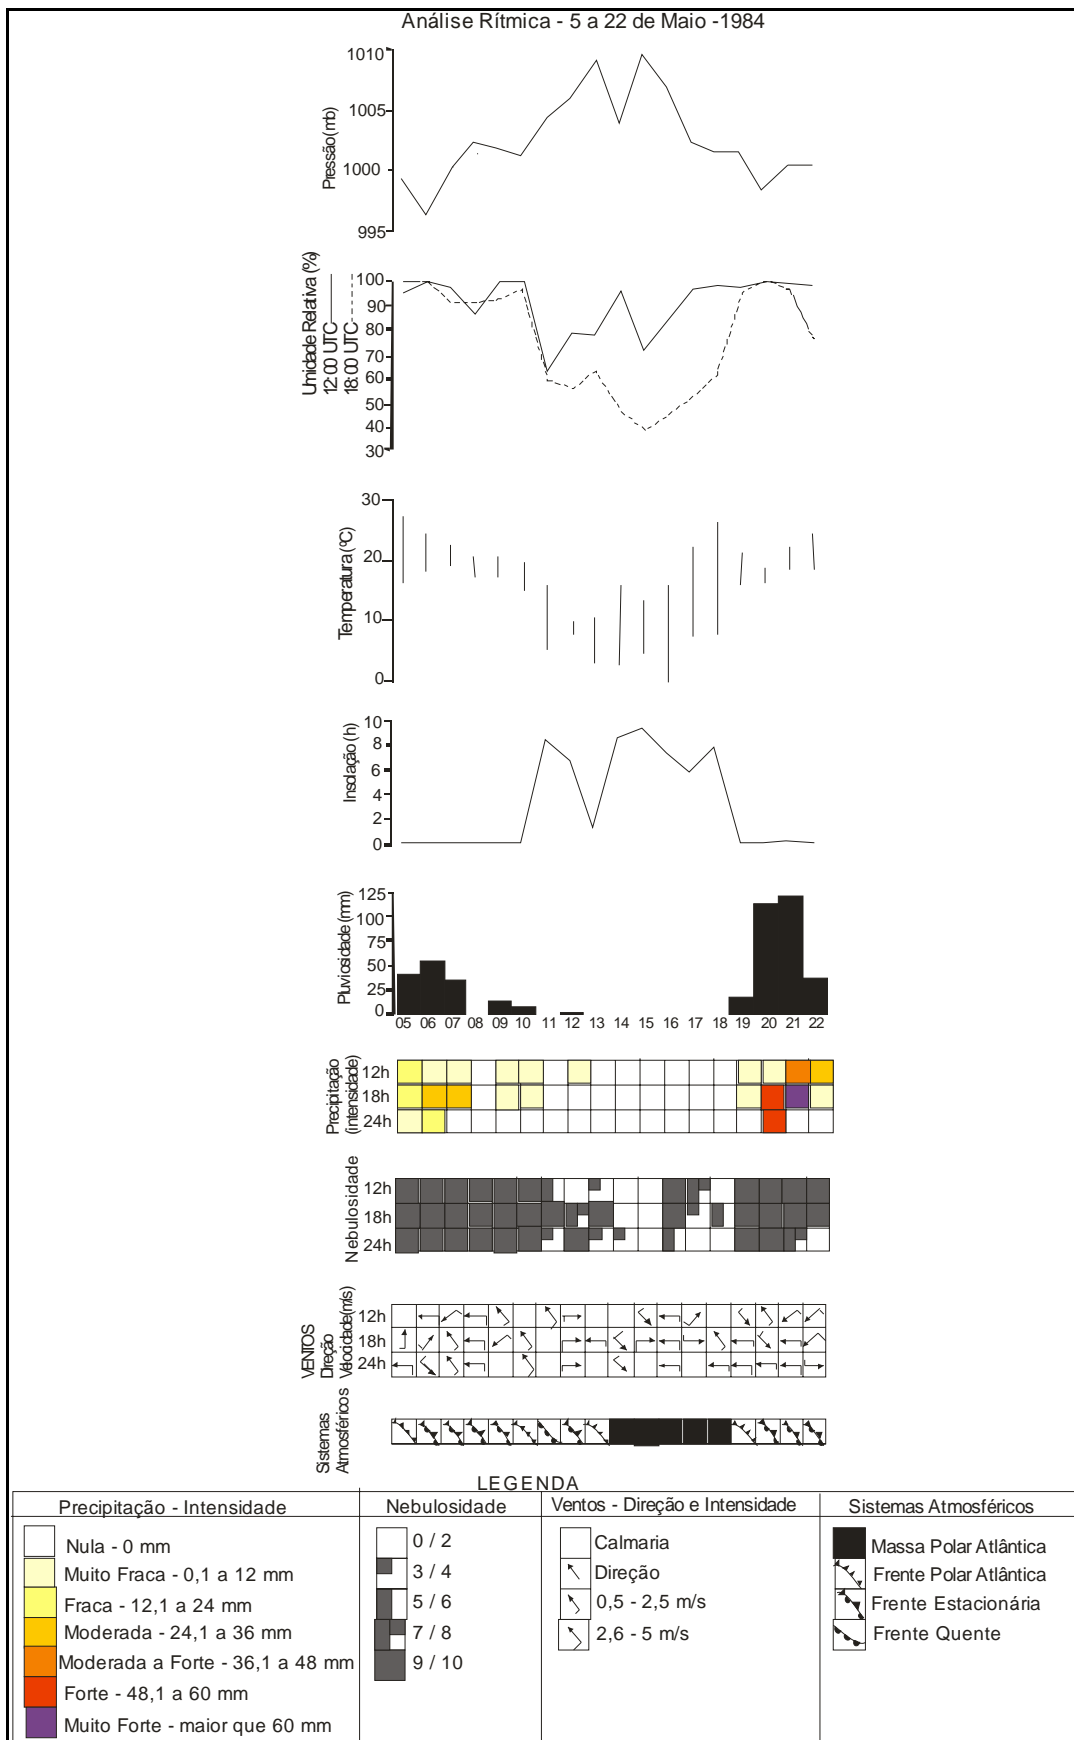 Análise Rítmica - 5 a 22 de Maio -1984
Pressão (mb)
1010
1005
1000
995
Umidade Relativa (%)
12:00 UTC
18:00 UTC
100
90
80
70
60
50
40
30
Temperatura (ºC)
30
20
10
0
Insolação (h)
10
8
6
4
2
0
Pluviosidade (mm)
125
100
75
50
25
0
05 06 07 08 09 10 11 12 13 14 15 16 17 18 19 20 21 22
Precipitação
(intensidade)
12h
18h
24h
Nebulosidade
12h
18h
24h
VENTOS
Direção
Velocidade(m/s)
12h
18h
24h
Sistemas
Atmosféricos
LEGENDA
Precipitação - Intensidade
Nula - 0 mm
Muito Fraca - 0,1 a 12 mm
Fraca - 12,1 a 24 mm
Moderada - 24,1 a 36 mm
Moderada a Forte - 36,1 a 48 mm
Forte - 48,1 a 60 mm
Muito Forte - maior que 60 mm
Nebulosidade
0 / 2
3 / 4
5 / 6
7 / 8
9 / 10
Ventos - Direção e Intensidade
Calmaria
Direção
0,5 - 2,5 m/s
2,6 - 5 m/s
Sistemas Atmosféricos
Massa Polar Atlântica
Frente Polar Atlântica
Frente Estacionária
Frente Quente